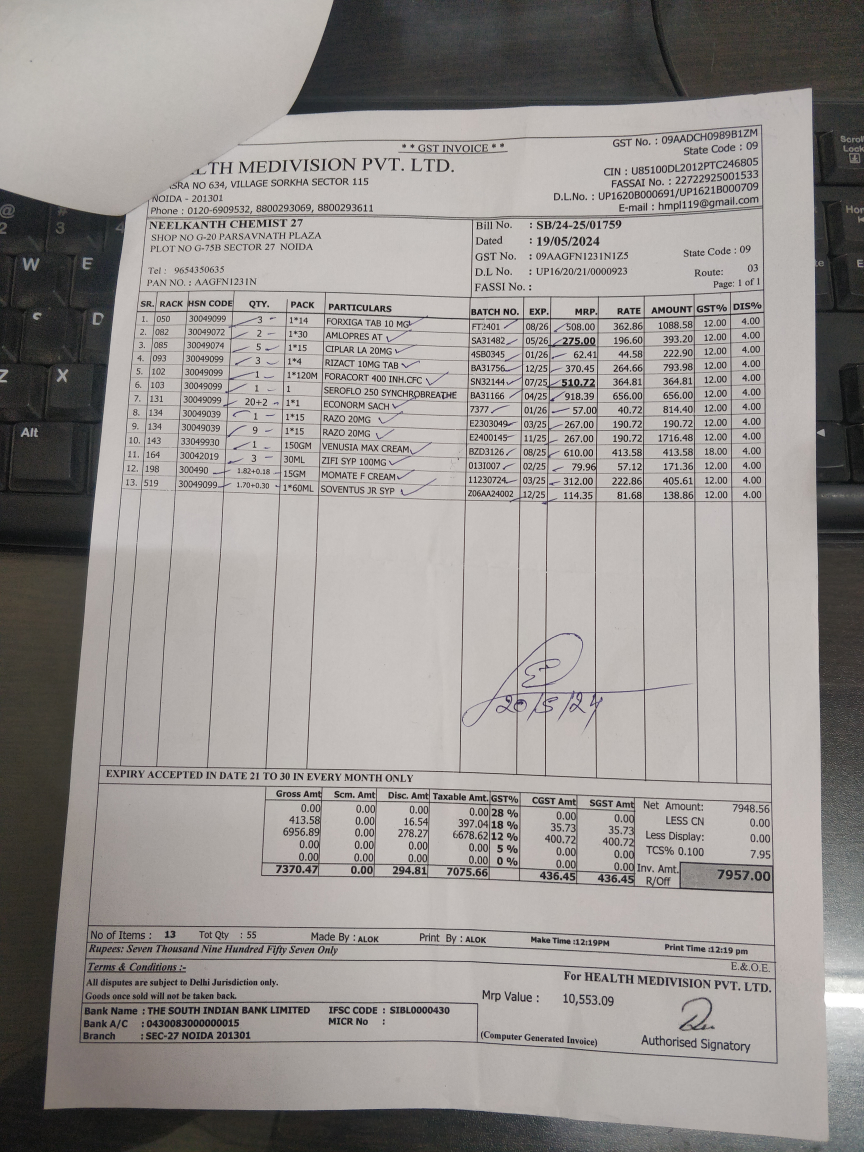 * * GST INVOICE * *
GST No. : 09AADCH0989B1ZM
State Code : 09
LTH MEDIVISION PVT. LTD.
CIN : U85100DL2012PTC246805
SRA NO 634, VILLAGE SORKHA SECTOR 115
FASSAI No. : 22722925001533
NOIDA - 201301
D.L.No. : UP1620B000691/UP1621B000709
Phone : 0120-6909532, 8800293069, 8800293611
E-mail : hmpl119@gmail.com
NEELKANTH CHEMIST 27
SHOP NO G-20 PARSAVNATH PLAZA
PLOT NO G-75B SECTOR 27 NOIDA
Tel : 9654350635
PAN NO. : AAGFN1231N
Bill No. : SB/24-25/01759
Dated : 19/05/2024
GST No. : 09AAGFN1231N1Z5 State Code : 09
D.L No. : UP16/20/21/0000923 Route: 03
FASSI No. : Page: 1 of 1
SR. RACK HSN CODE QTY. PACK PARTICULARS BATCH NO. EXP. MRP. RATE AMOUNT GST% DIS%
1. 050 30049099 3 1*14 FORXIGA TAB 10 MG FT2401 08/26 508.00 362.86 1088.58 12.00 4.00
2. 082 30049072 2 1*30 AMLOPRES AT SA31482 05/26 275.00 196.60 393.20 12.00 4.00
3. 085 30049074 5 1*15 CIPLAR LA 20MG 4SB0345 01/26 62.41 44.58 222.90 12.00 4.00
4. 093 30049099 3 1*4 RIZACT 10MG TAB BA31756 12/25 370.45 264.66 793.98 12.00 4.00
5. 102 30049099 1 1*120M FORACORT 400 INH.CFC SN32144 07/25 510.72 364.81 364.81 12.00 4.00
6. 103 30049099 1 1 SEROFLO 250 SYNCHROBREATHE BA31166 04/25 918.39 656.00 656.00 12.00 4.00
7. 131 30049099 20+2 1*1 ECONORM SACH 7377 01/26 57.00 40.72 814.40 12.00 4.00
8. 134 30049039 1 1*15 RAZO 20MG E2303049 03/25 267.00 190.72 190.72 12.00 4.00
9. 134 30049039 9 1*15 RAZO 20MG E2400145 11/25 267.00 190.72 1716.48 12.00 4.00
10. 143 33049930 1 150GM VENUSIA MAX CREAM BZD3126 08/25 610.00 413.58 413.58 18.00 4.00
11. 164 30042019 3 30ML ZIFI SYP 100MG 0131007 02/25 79.96 57.12 171.36 12.00 4.00
12. 198 300490 1.82+0.18 15GM MOMATE F CREAM 11230724 03/25 312.00 222.86 405.61 12.00 4.00
13. 519 30049099 1.70+0.30 1*60ML SOVENTUS JR SYP Z06AA24002 12/25 114.35 81.68 138.86 12.00 4.00
20/5/24
EXPIRY ACCEPTED IN DATE 21 TO 30 IN EVERY MONTH ONLY
Gross Amt Scm. Amt Disc. Amt Taxable Amt. GST% CGST Amt SGST Amt
0.00 0.00 0.00 0.00 28 % 0.00 0.00
413.58 0.00 16.54 397.04 18 % 35.73 35.73
6956.89 0.00 278.27 6678.62 12 % 400.72 400.72
0.00 0.00 0.00 0.00 5 % 0.00 0.00
0.00 0.00 0.00 0.00 0 % 0.00 0.00
7370.47 0.00 294.81 7075.66 436.45 436.45
Net Amount: 7948.56
LESS CN 0.00
Less Display: 0.00
TCS% 0.100 7.95
Inv. Amt. 7957.00
R/Off
No of Items : 13 Tot Qty : 55 Made By : ALOK Print By : ALOK Make Time :12:19PM Print Time :12:19 pm
Rupees: Seven Thousand Nine Hundred Fifty Seven Only
E.& O.E.
Terms & Conditions :-
All disputes are subject to Delhi Jurisdiction only.
Goods once sold will not be taken back.
For HEALTH MEDIVISION PVT. LTD.
Mrp Value : 10,553.09
Bank Name : THE SOUTH INDIAN BANK LIMITED IFSC CODE : SIBL0000430
Bank A/C : 0430083000000015 MICR No :
Branch : SEC-27 NOIDA 201301
(Computer Generated Invoice)
Authorised Signatory
Scroll
Lock
@
2
3
W
E
S
D
Z
X
Alt